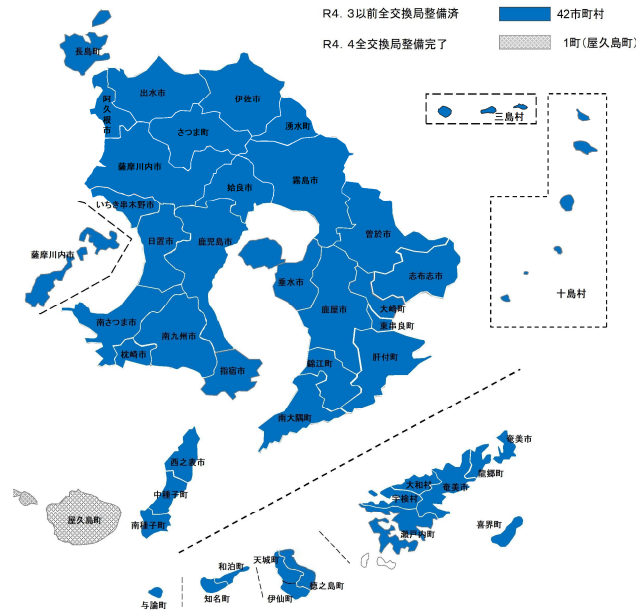 R4．3以前全交換局整備済
42市町村
R4．4全交換局整備完了
1町（屋久島町）
長島町
阿久根市
出水市
伊佐市
さつま町
湧水町
三島村
薩摩川内市
姶良市
霧島市
いちき串木野市
日置市
鹿児島市
曽於市
薩摩川内市
垂水市
志布志市
鹿屋市
大崎町
十島村
東串良町
南さつま市
南九州市
枕崎市
錦江町
肝付町
指宿市
南大隅町
奄美市
西之表市
龍郷町
大和村
奄美市
中種子町
宇検村
屋久島町
南種子町
喜界町
瀬戸内町
和泊町
天城町
徳之島町
与論町
知名町
伊仙町